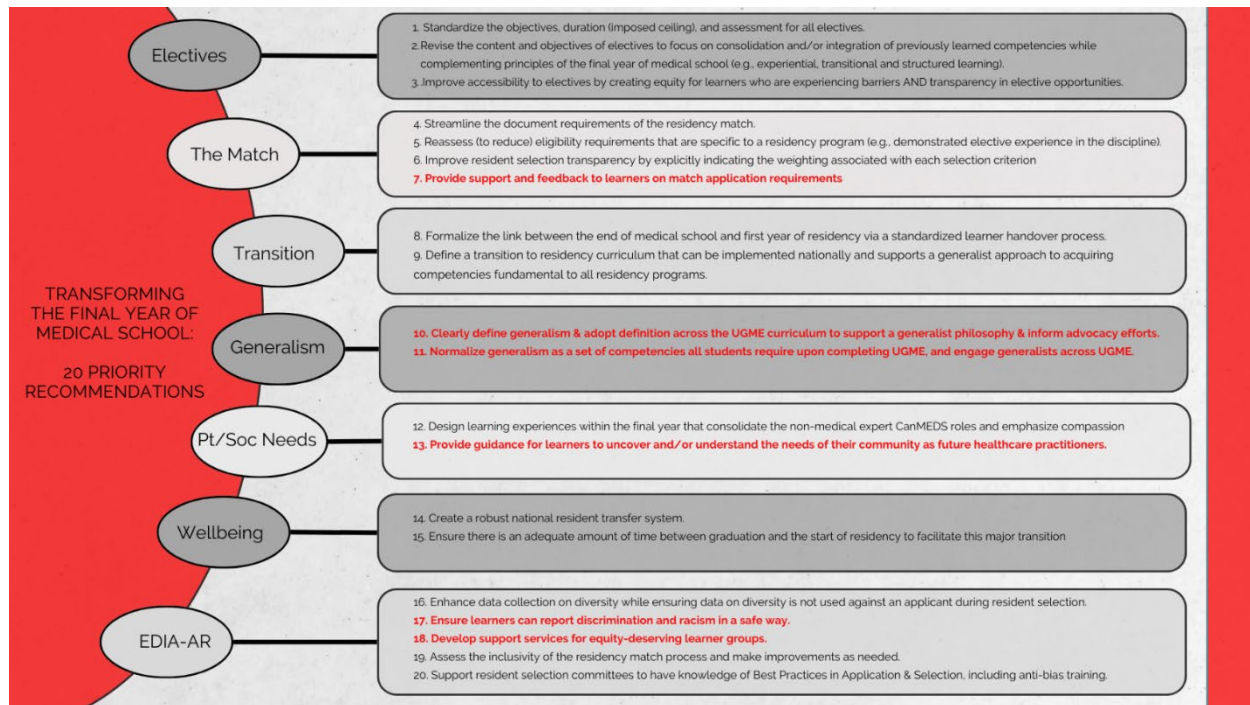 TRANSFORMING
THE FINAL YEAR OF
MEDICAL SCHOOL:
20 PRIORITY
RECOMMENDATIONS
Electives
1. Standardize the objectives, duration (imposed ceiling), and assessment for all electives.
2. Revise the content and objectives of electives to focus on consolidation and/or integration of previously learned competencies while
complementing principles of the final year of medical school (e.g., experiential, transitional and structured learning).
3. Improve accessibility to electives by creating equity for learners who are experiencing barriers AND transparency in elective opportunities.
The Match
4. Streamline the document requirements of the residency match.
5. Reassess (to reduce) eligibility requirements that are specific to a residency program (e.g., demonstrated elective experience in the discipline).
6. Improve resident selection transparency by explicitly indicating the weighting associated with each selection criterion
7. Provide support and feedback to learners on match application requirements
Transition
8. Formalize the link between the end of medical school and first year of residency via a standardized learner handover process.
9. Define a transition to residency curriculum that can be implemented nationally and supports a generalist approach to acquiring
competencies fundamental to all residency programs.
Generalism
10. Clearly define generalism & adopt definition across the UGME curriculum to support a generalist philosophy & inform advocacy efforts.
11. Normalize generalism as a set of competencies all students require upon completing UGME, and engage generalists across UGME.
Pt/Soc Needs
12. Design learning experiences within the final year that consolidate the non-medical expert CanMEDS roles and emphasize compassion
13. Provide guidance for learners to uncover and/or understand the needs of their community as future healthcare practitioners.
Wellbeing
14. Create a robust national resident transfer system.
15. Ensure there is an adequate amount of time between graduation and the start of residency to facilitate this major transition
EDIA-AR
16. Enhance data collection on diversity while ensuring data on diversity is not used against an applicant during resident selection.
17. Ensure learners can report discrimination and racism in a safe way.
18. Develop support services for equity-deserving learner groups.
19. Assess the inclusivity of the residency match process and make improvements as needed.
20. Support resident selection committees to have knowledge of Best Practices in Application & Selection, including anti-bias training.